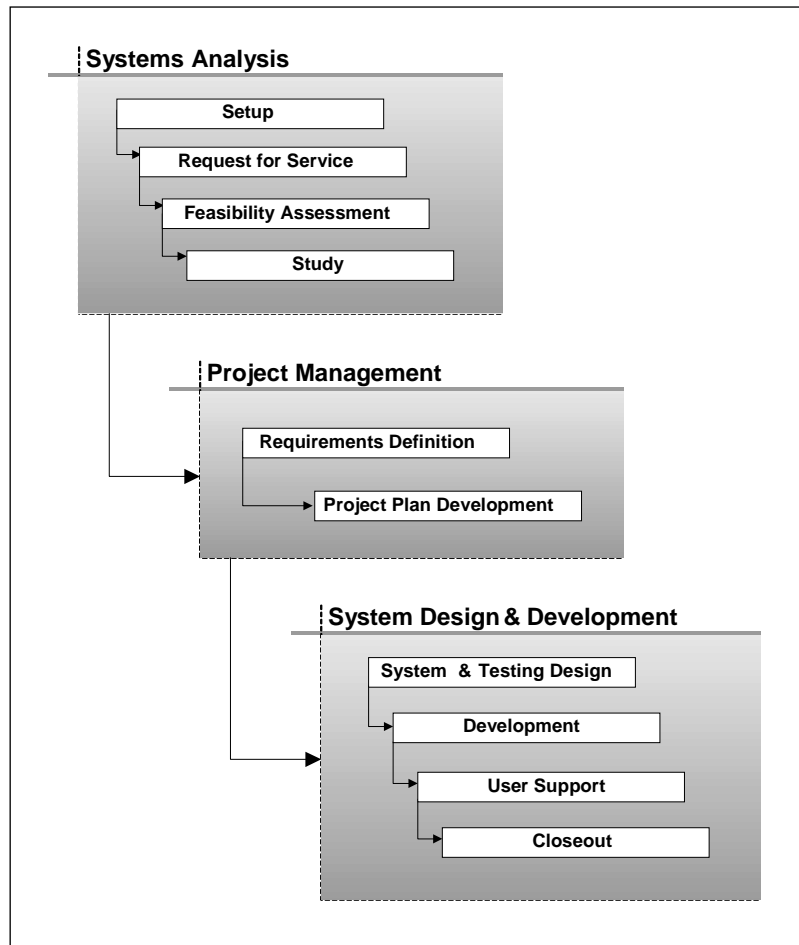 Systems Analysis
Setup
Request for Service
Feasibility Assessment
Study
Project Management
Requirements Definition
Project Plan Development
System Design & Development
System & Testing Design
Development
User Support
Closeout